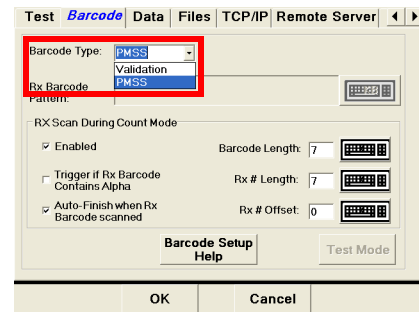 Test Barcode Data Files TCP/IP Remote Server
Barcode Type: PMSS
Validation
PMSS
Rx Barcode
Pattern:
RX Scan During Count Mode
Enabled
Barcode Length: 7
Trigger if Rx Barcode
Contains Alpha
Rx # Length: 7
Auto-Finish when Rx
Barcode scanned
Rx # Offset: 0
Barcode Setup
Help
Test Mode
OK Cancel